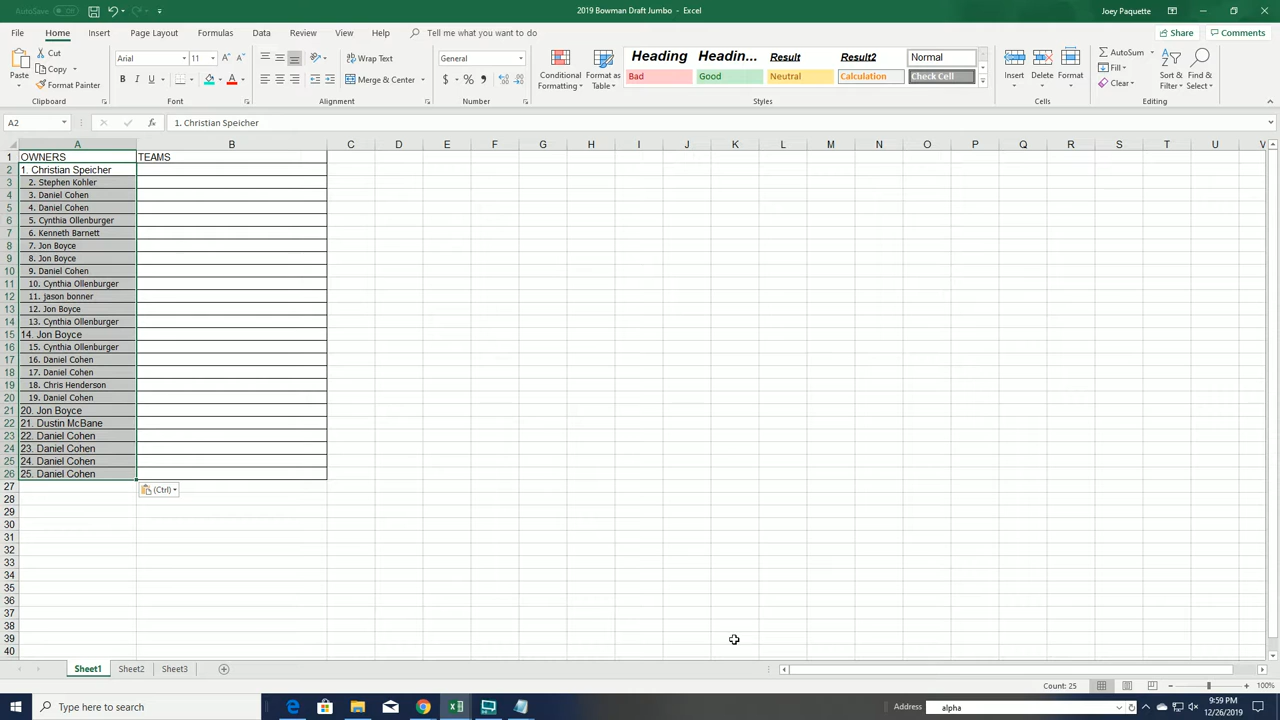 AutoSave Off
2019 Bowman Draft Jumbo - Excel
Joey Paquette
File Home Insert Page Layout Formulas Data Review View Help Tell me what you want to do
Share Comments
Paste Cut Copy Format Painter
Clipboard
Arial 11
B I U
Font
Wrap Text
Merge & Center
Alignment
General
$ % ,
Number
Conditional Formatting Format as Table
Heading Headin... Result Result2 Normal
Bad Good Neutral Calculation Check Cell
Styles
Insert Delete Format
Cells
AutoSum Fill Clear
Sort & Filter Find & Select
Editing
A2 fx 1. Christian Speicher
A B C D E F G H I J K L M N O P Q R S T U V
1 OWNERS TEAMS
2 1. Christian Speicher
3 2. Stephen Kohler
4 3. Daniel Cohen
5 4. Daniel Cohen
6 5. Cynthia Ollenburger
7 6. Kenneth Barnett
8 7. Jon Boyce
9 8. Jon Boyce
10 9. Daniel Cohen
11 10. Cynthia Ollenburger
12 11. jason bonner
13 12. Jon Boyce
14 13. Cynthia Ollenburger
15 14. Jon Boyce
16 15. Cynthia Ollenburger
17 16. Daniel Cohen
18 17. Daniel Cohen
19 18. Chris Henderson
20 19. Daniel Cohen
21 20. Jon Boyce
22 21. Dustin McBane
23 22. Daniel Cohen
24 23. Daniel Cohen
25 24. Daniel Cohen
26 25. Daniel Cohen
27 (Ctrl)
28
29
30
31
32
33
34
35
36
37
38
39
40
Sheet1 Sheet2 Sheet3
Count: 25 100%
Type here to search
Address alpha
9:59 PM
12/26/2019